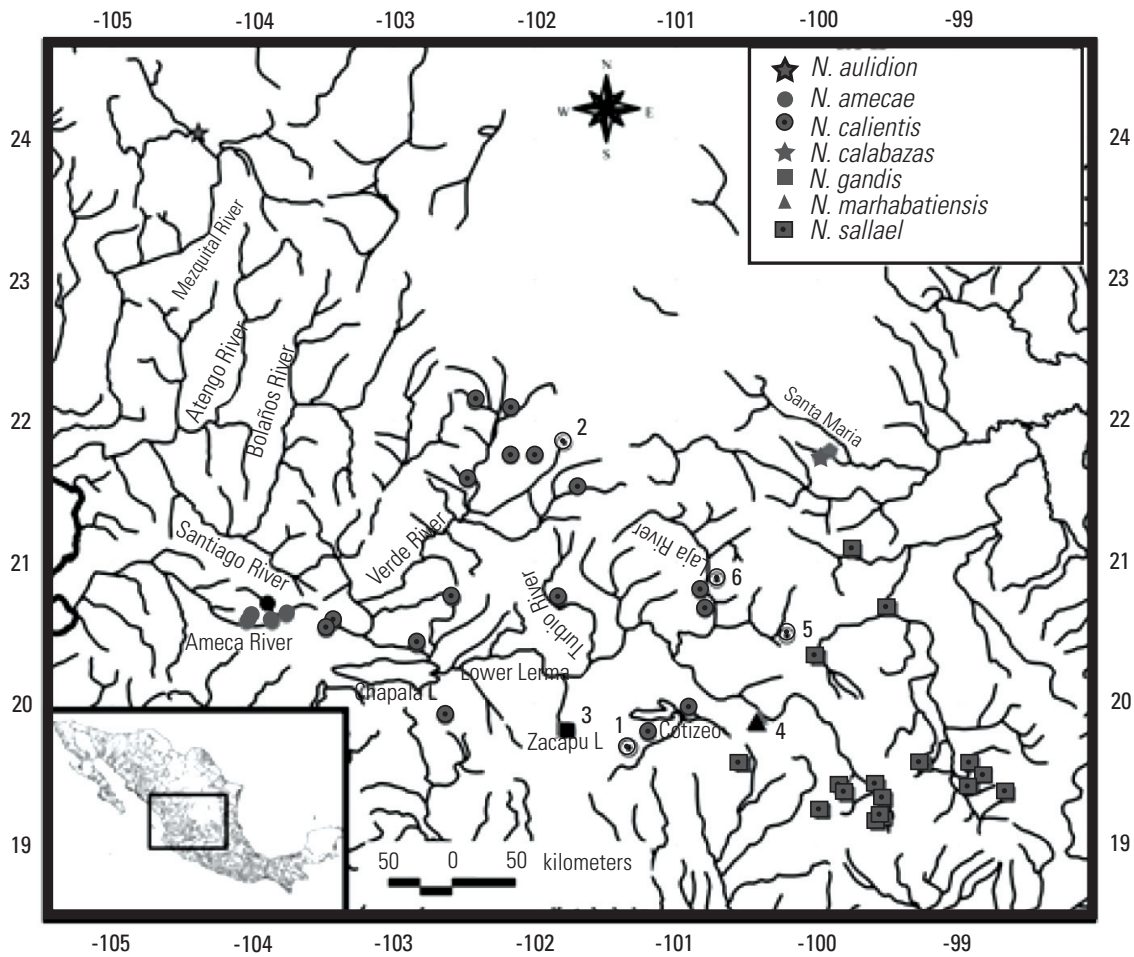 -105 -104 -103 -102 -101 -100 -99
N
W E
S
N. aulidion
N. amecae
N. calientis
N. calabazas
N. gandis
N. marhabatiensis
N. sallael
24 24
23 23
22 22
21 21
20 20
19 19
Mezquital River
Atengo River
Bolaños River
Santa Maria
2
Santiago River
Verde River
Turbio River
Laja River
6
5
Ameca River
Lower Lerma
Chapala L
3
Zacapu L
1
Cotizeo
4
50 0 50 kilometers
-105 -104 -103 -102 -101 -100 -99